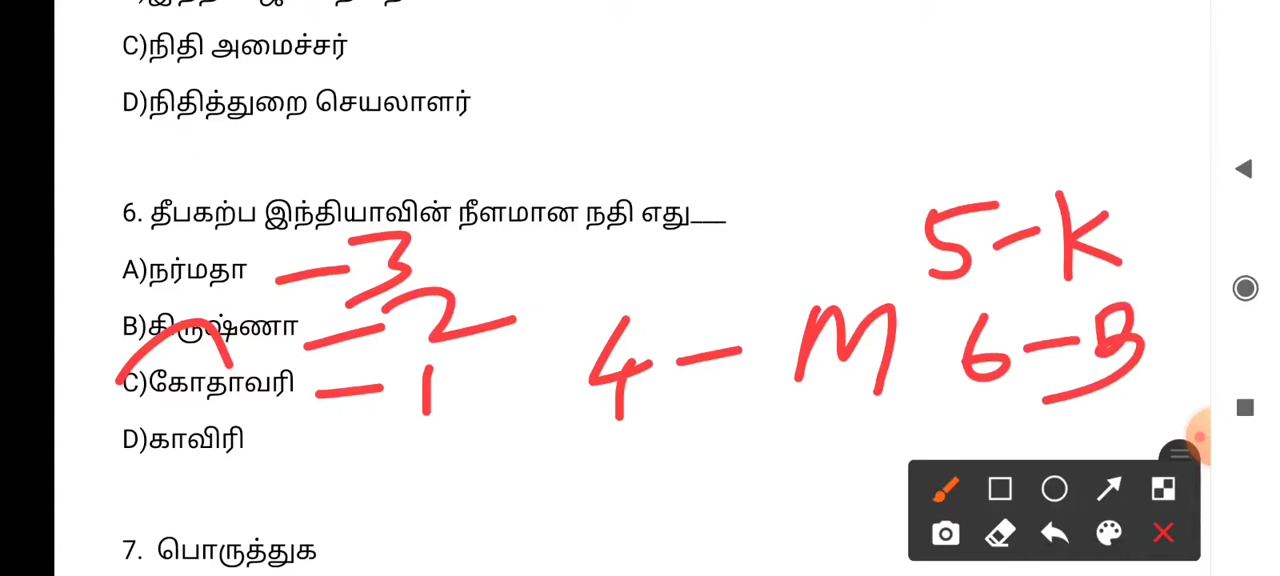 C)நிதி அமைச்சர்
D)நிதித்துறை செயலாளர்
6. தீபகற்ப இந்தியாவின் நீளமான நதி எது___
5-K
A)நர்மதா -3
B)கிருஷ்ணா -2
4-M 6-B
C)கோதாவரி -1
D)காவிரி
7. பொருத்துக